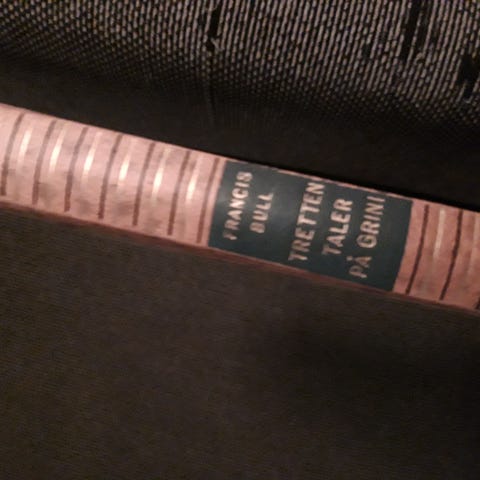 FRANCIS
BULL
TRETTEN
TALER
PÅ GRINI